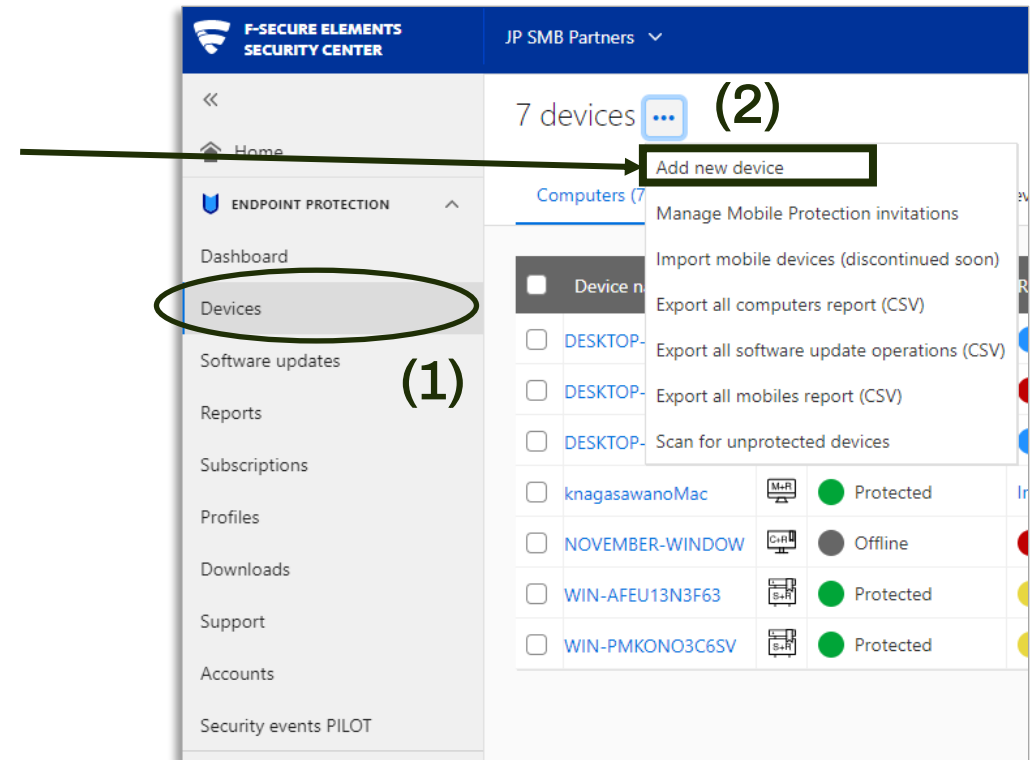 F-SECURE ELEMENTS
SECURITY CENTER
JP SMB Partners
7 devices ...
(2)
Home
Add new device
ENDPOINT PROTECTION
Computers (7
Manage Mobile Protection invitations
Dashboard
Import mobile devices (discontinued soon)
Devices
Device n
R
Export all computers report (CSV)
Software updates
DESKTOP-
Export all software update operations (CSV)
(1)
Reports
DESKTOP-
Export all mobiles report (CSV)
DESKTOP-
Scan for unprotected devices
Subscriptions
knagasawanoMac
M+R
Protected
Profiles
NOVEMBER-WINDOW
C+R
Offline
Downloads
WIN-AFEU13N3F63
S+R
Protected
Support
WIN-PMKONO3C6SV
S+R
Protected
Accounts
Security events PILOT